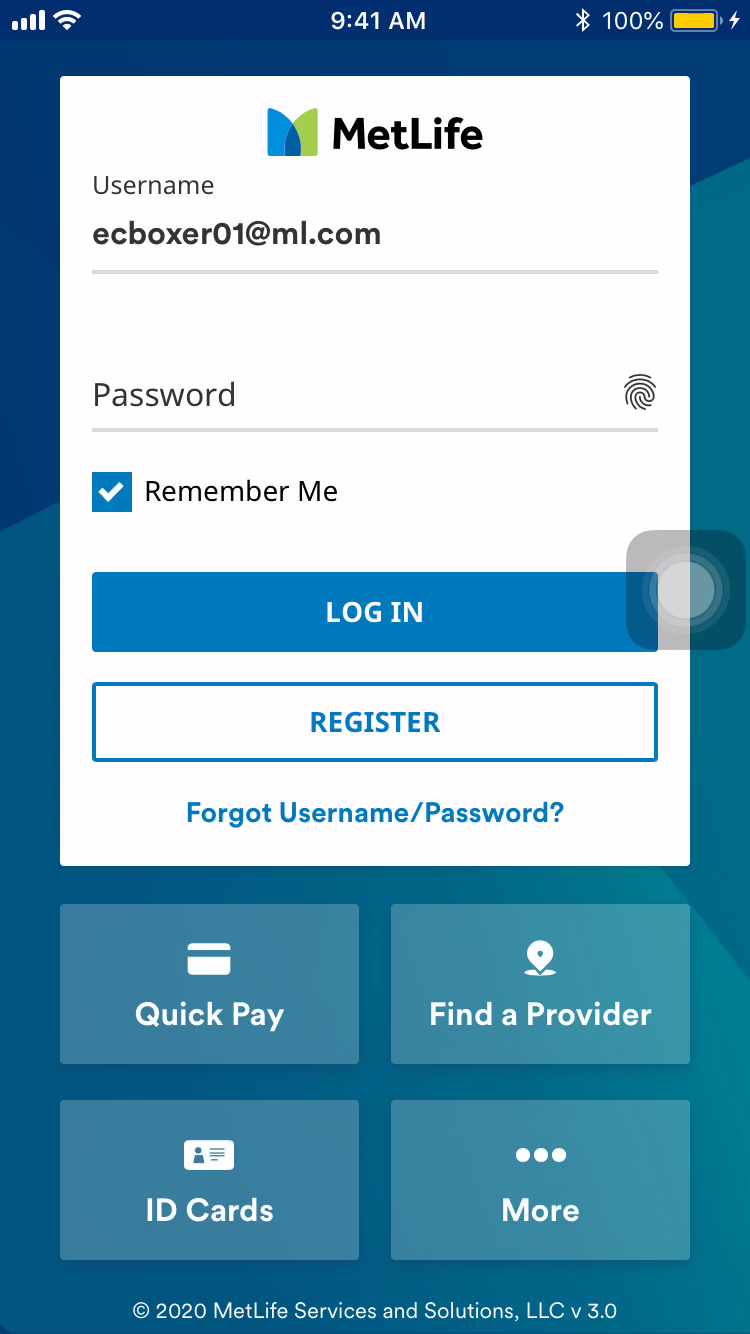 9:41 AM 100%
MetLife
Username
ecboxer01@ml.com
Password
Remember Me
LOG IN
REGISTER
Forgot Username/Password?
Quick Pay
Find a Provider
ID Cards
More
© 2020 MetLife Services and Solutions, LLC v 3.0